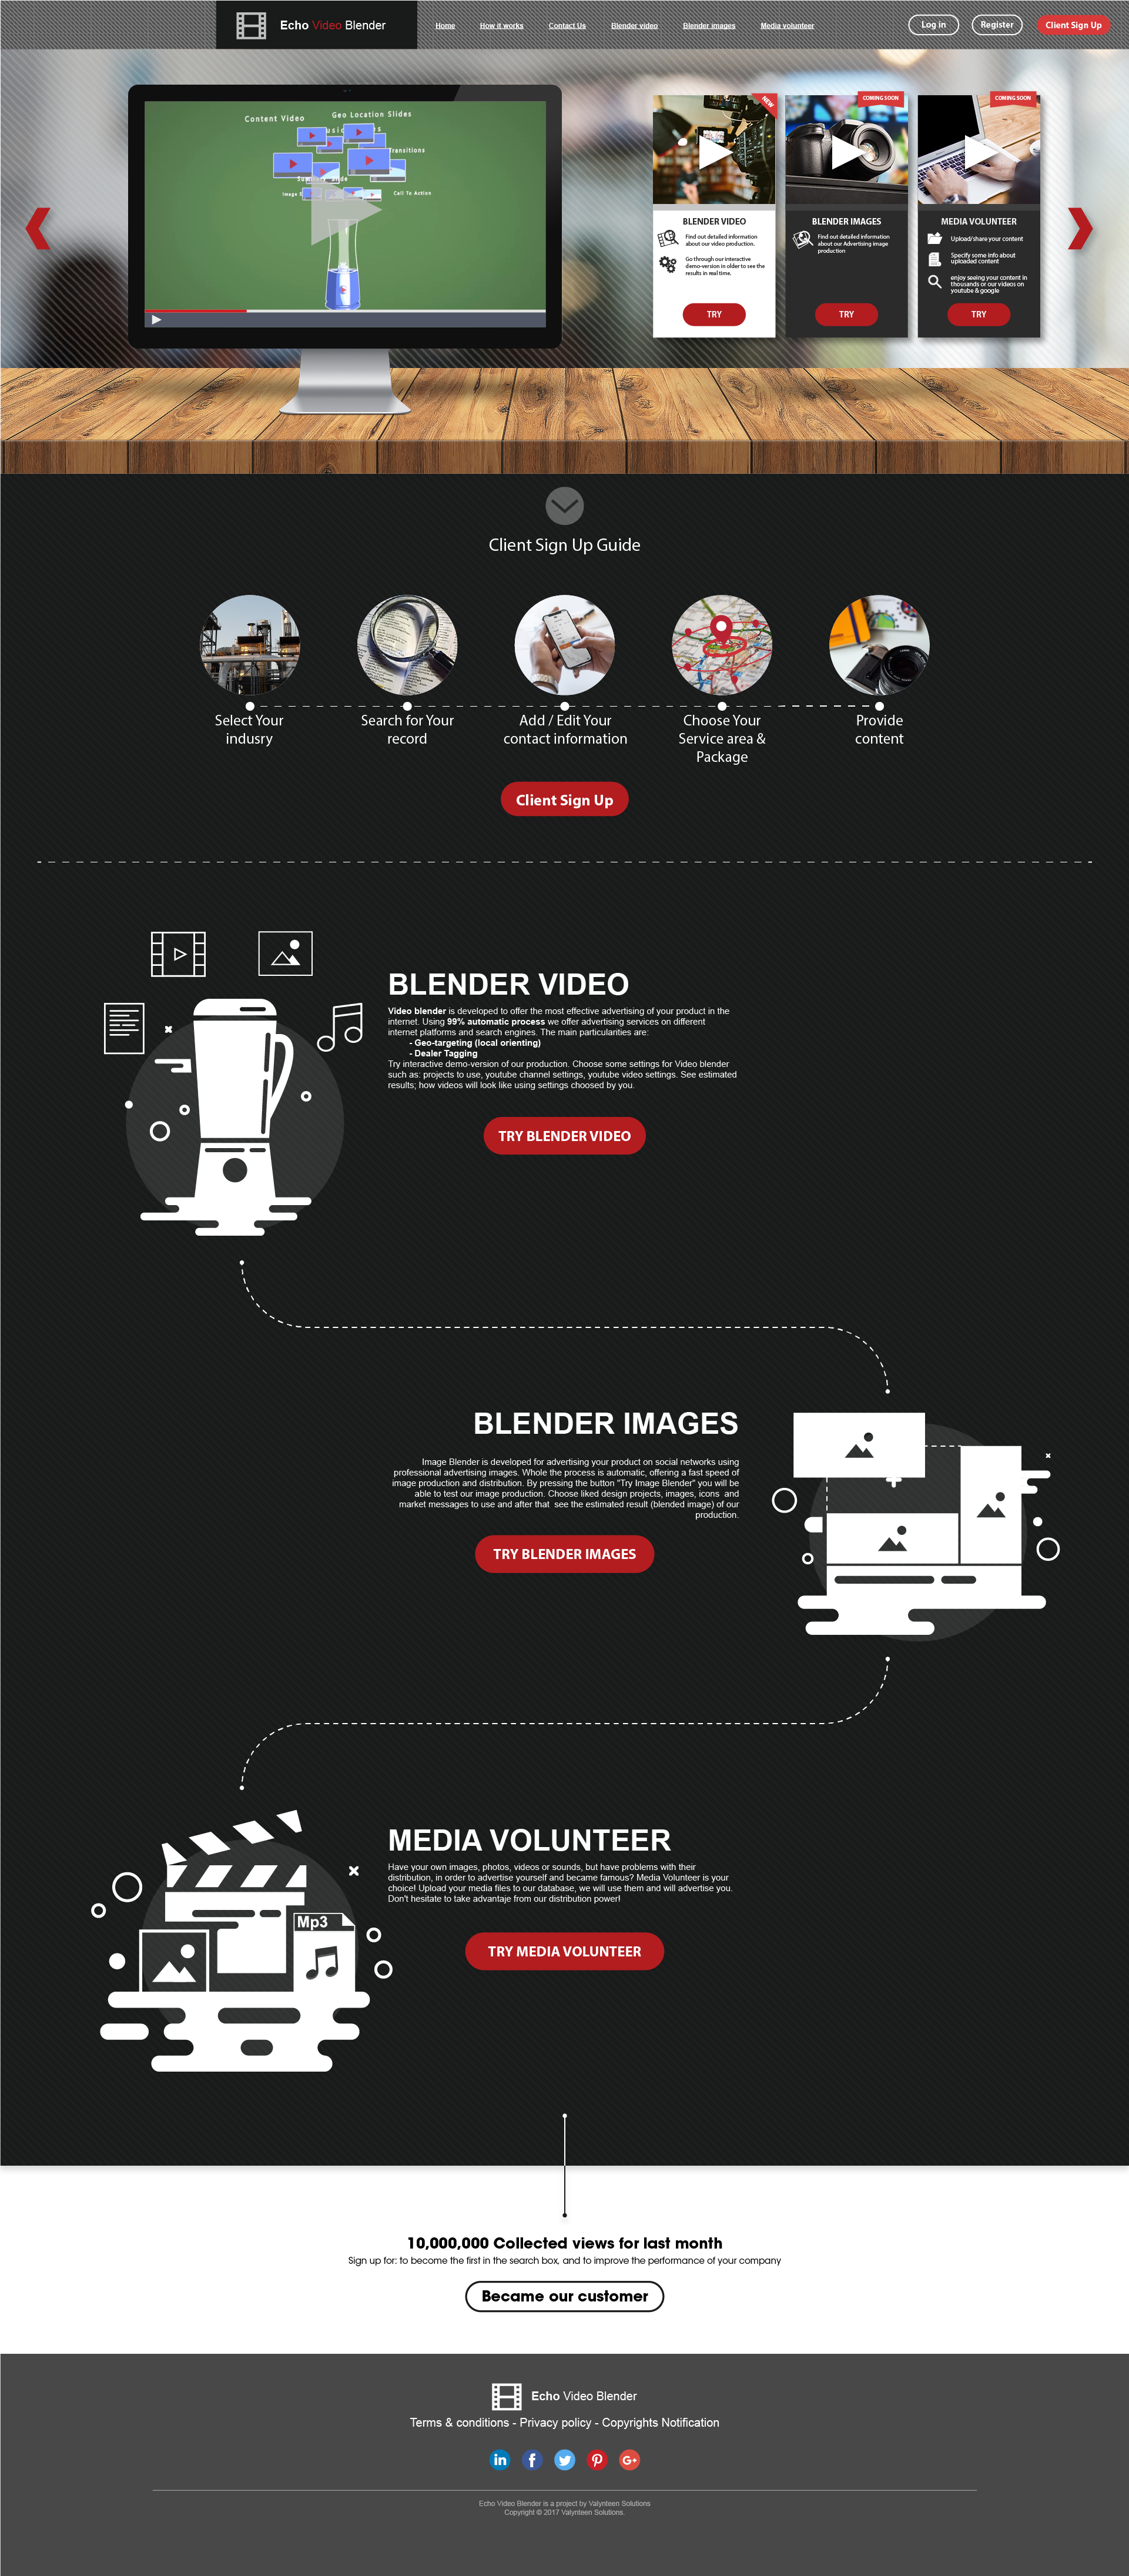 Echo Video Blender
Home
How it works
Contact Us
Blender video
Blender images
Media volunteer
Log in
Register
Client Sign Up
Content Video
Geo Location Slides
Call To Action
NEW
COMING SOON
COMING SOON
BLENDER VIDEO
Find out detailed information
about our video production.
Go through our interactive
demo-version in older to see the
results in real time.
TRY
BLENDER IMAGES
Find out detailed information
about our Advertising image
production
TRY
MEDIA VOLUNTEER
Upload/share your content
Specify some info about
uploaded content
enjoy seeing your content in
thousands or our videos on
youtube & google
TRY
Client Sign Up Guide
Select Your
indusry
Search for Your
record
Add / Edit Your
contact information
Choose Your
Service area &
Package
Provide
content
Client Sign Up
BLENDER VIDEO
Video blender is developed to offer the most effective advertising of your product in the
internet. Using 99% automatic process we offer advertising services on different
internet platforms and search engines. The main particularities are:
- Geo-targeting (local orienting)
- Dealer Tagging
Try interactive demo-version of our production. Choose some settings for Video blender
such as: projects to use, youtube channel settings, youtube video settings. See estimated
results; how videos will look like using settings choosed by you.
TRY BLENDER VIDEO
BLENDER IMAGES
Image Blender is developed for advertising your product on social networks using
professional advertising images. Whole the process is automatic, offering a fast speed of
image production and distribution. By pressing the button "Try Image Blender" you will be
able to test our image production. Choose liked design projects, images, icons and
market messages to use and after that see the estimated result (blended image) of our
production.
TRY BLENDER IMAGES
MEDIA VOLUNTEER
Have your own images, photos, videos or sounds, but have problems with their
distribution, in order to advertise yourself and became famous? Media Volunteer is your
choice! Upload your media files to our database, we will use them and will advertise you.
Don't hesitate to take advantaje from our distribution power!
Mp3
TRY MEDIA VOLUNTEER
10,000,000 Collected views for last month
Sign up for: to become the first in the search box, and to improve the performance of your company
Became our customer
Echo Video Blender
Terms & conditions - Privacy policy - Copyrights Notification
in f G+
Echo Video Blender is a project by Valynteen Solutions
Copyright © 2017 Valynteen Solutions.